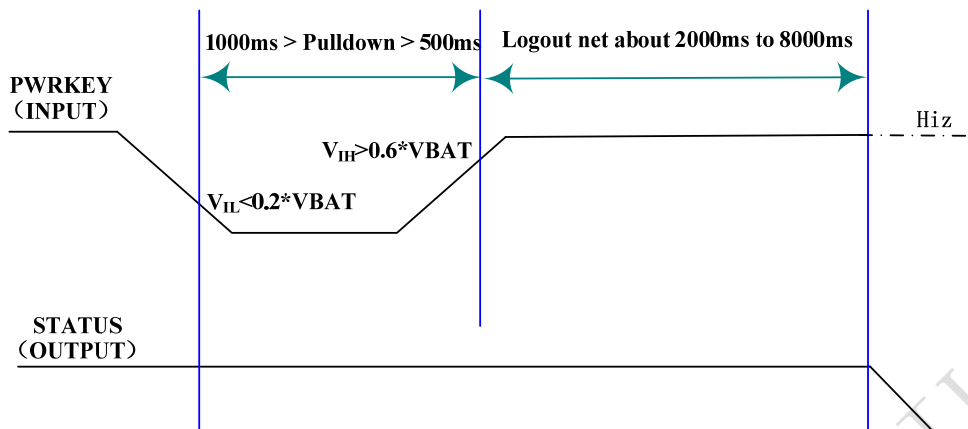 1000ms > Pulldown > 500ms
Logout net about 2000ms to 8000ms
PWRKEY
（INPUT）
Hiz
VIH>0.6*VBAT
VIL<0.2*VBAT
STATUS
（OUTPUT）